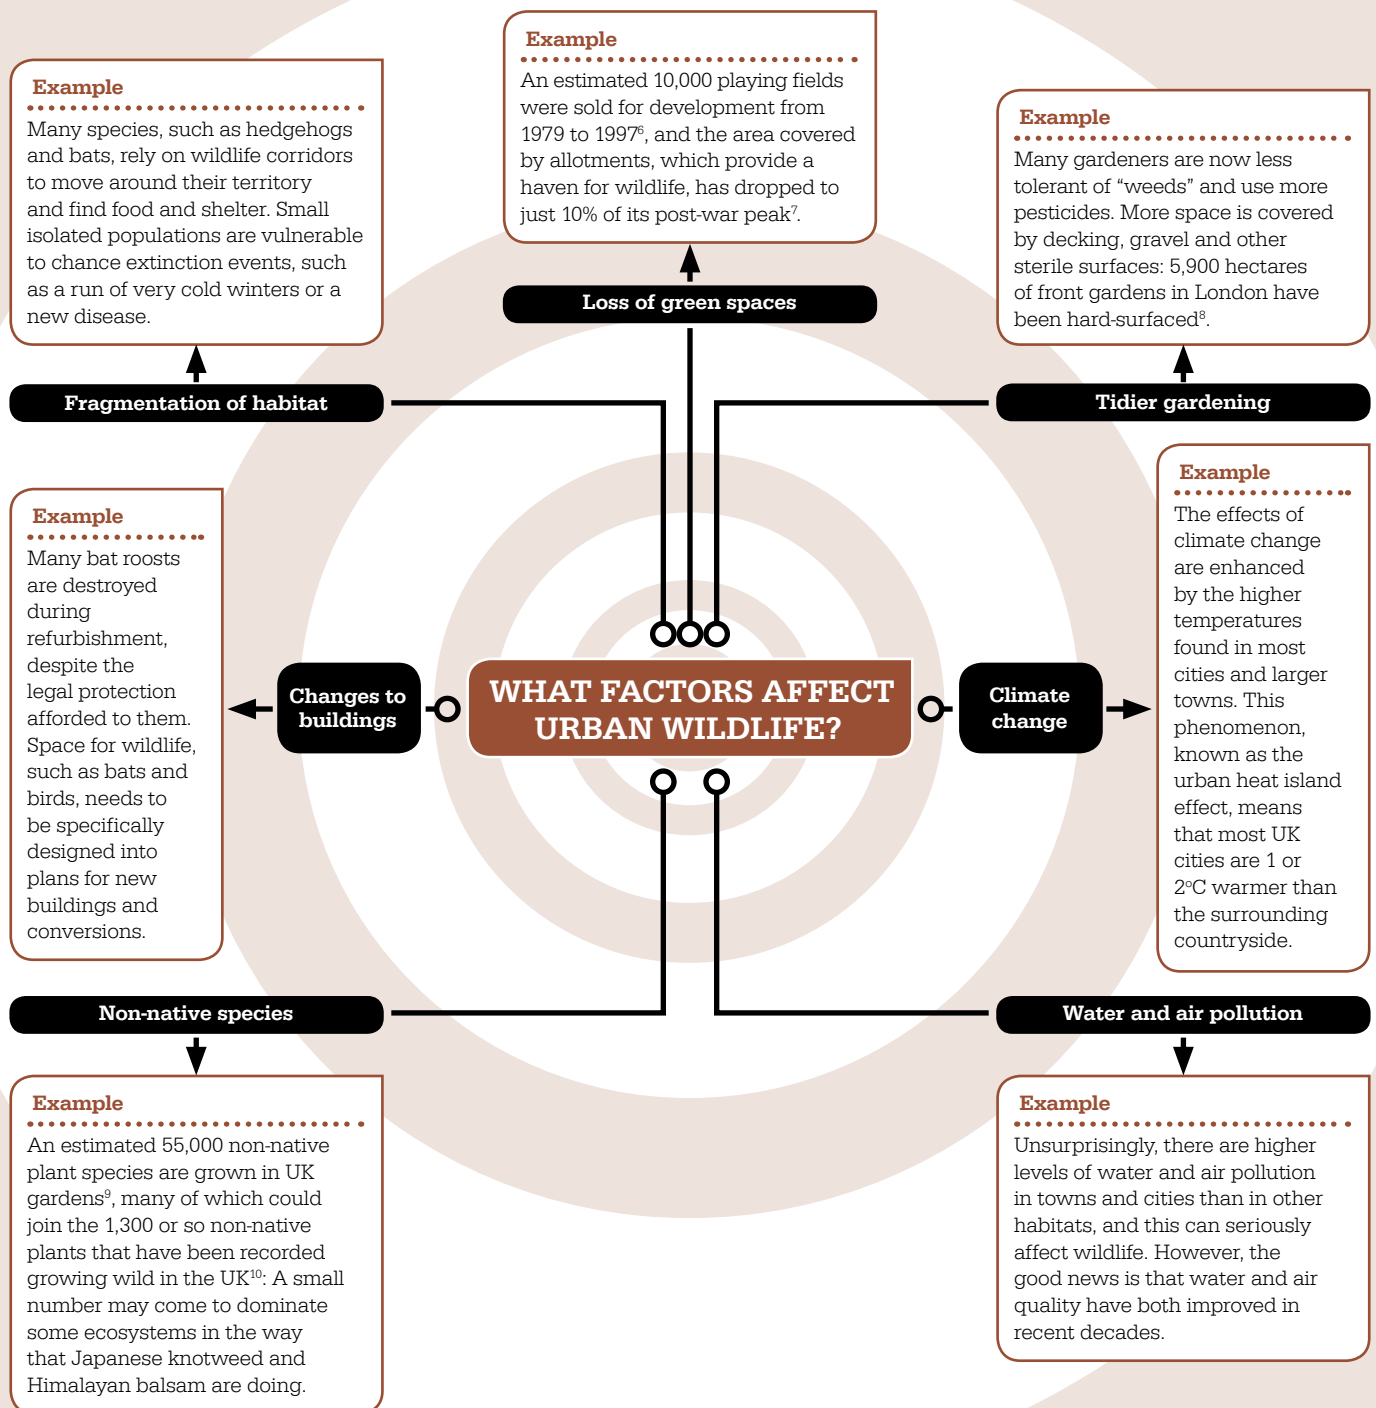 Example
An estimated 10,000 playing fields
were sold for development from
1979 to 1997⁶, and the area covered
by allotments, which provide a
haven for wildlife, has dropped to
just 10% of its post-war peak⁷.
Loss of green spaces
Example
Many species, such as hedgehogs
and bats, rely on wildlife corridors
to move around their territory
and find food and shelter. Small
isolated populations are vulnerable
to chance extinction events, such
as a run of very cold winters or a
new disease.
Fragmentation of habitat
Example
Many gardeners are now less
tolerant of “weeds” and use more
pesticides. More space is covered
by decking, gravel and other
sterile surfaces: 5,900 hectares
of front gardens in London have
been hard-surfaced⁸.
Tidier gardening
Example
Many bat roosts
are destroyed
during
refurbishment,
despite the
legal protection
afforded to them.
Space for wildlife,
such as bats and
birds, needs to
be specifically
designed into
plans for new
buildings and
conversions.
Changes to
buildings
WHAT FACTORS AFFECT
URBAN WILDLIFE?
Climate
change
Example
The effects of
climate change
are enhanced
by the higher
temperatures
found in most
cities and larger
towns. This
phenomenon,
known as the
urban heat island
effect, means
that most UK
cities are 1 or
2°C warmer than
the surrounding
countryside.
Non-native species
Example
An estimated 55,000 non-native
plant species are grown in UK
gardens⁹, many of which could
join the 1,300 or so non-native
plants that have been recorded
growing wild in the UK¹⁰: A small
number may come to dominate
some ecosystems in the way
that Japanese knotweed and
Himalayan balsam are doing.
Water and air pollution
Example
Unsurprisingly, there are higher
levels of water and air pollution
in towns and cities than in other
habitats, and this can seriously
affect wildlife. However, the
good news is that water and air
quality have both improved in
recent decades.